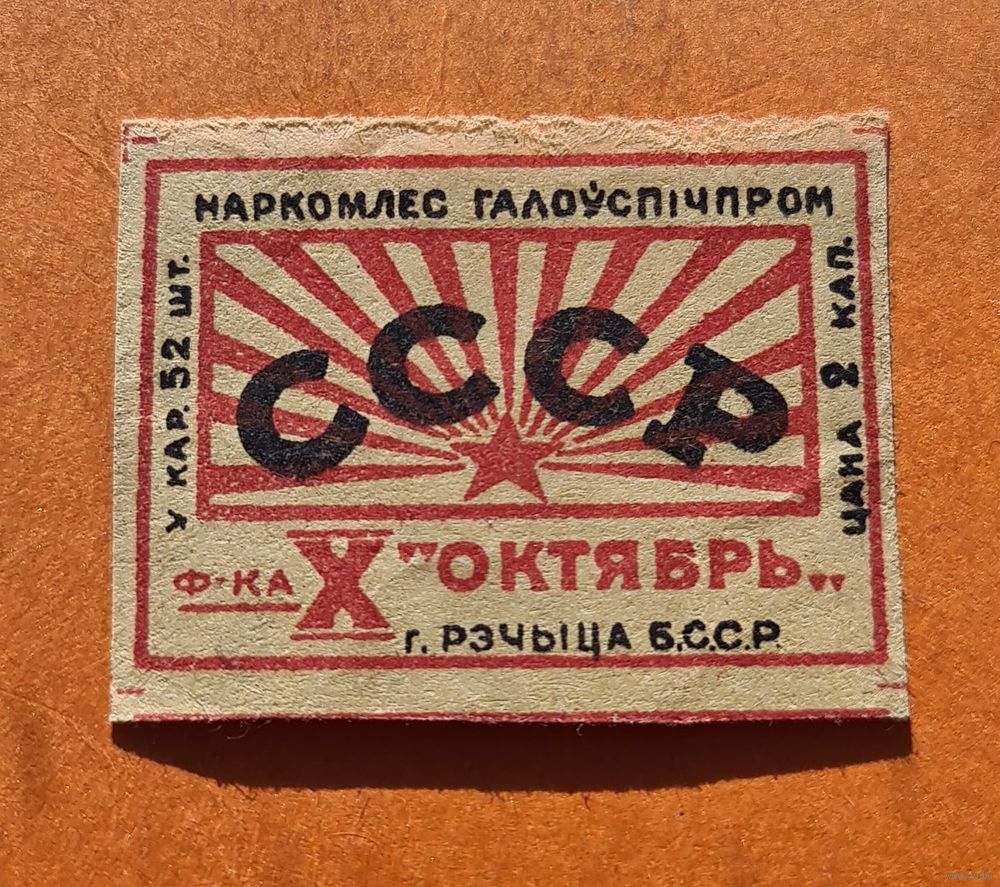 НАРКОМЛЕС ГАЛОЎСПІЧПРОМ
У КАР. 52 ШТ.
СССР
ЦАНА 2 КАП.
Ф-КА X "ОКТЯБРЬ„
г. РЭЧЫЦА Б.С.С.Р.